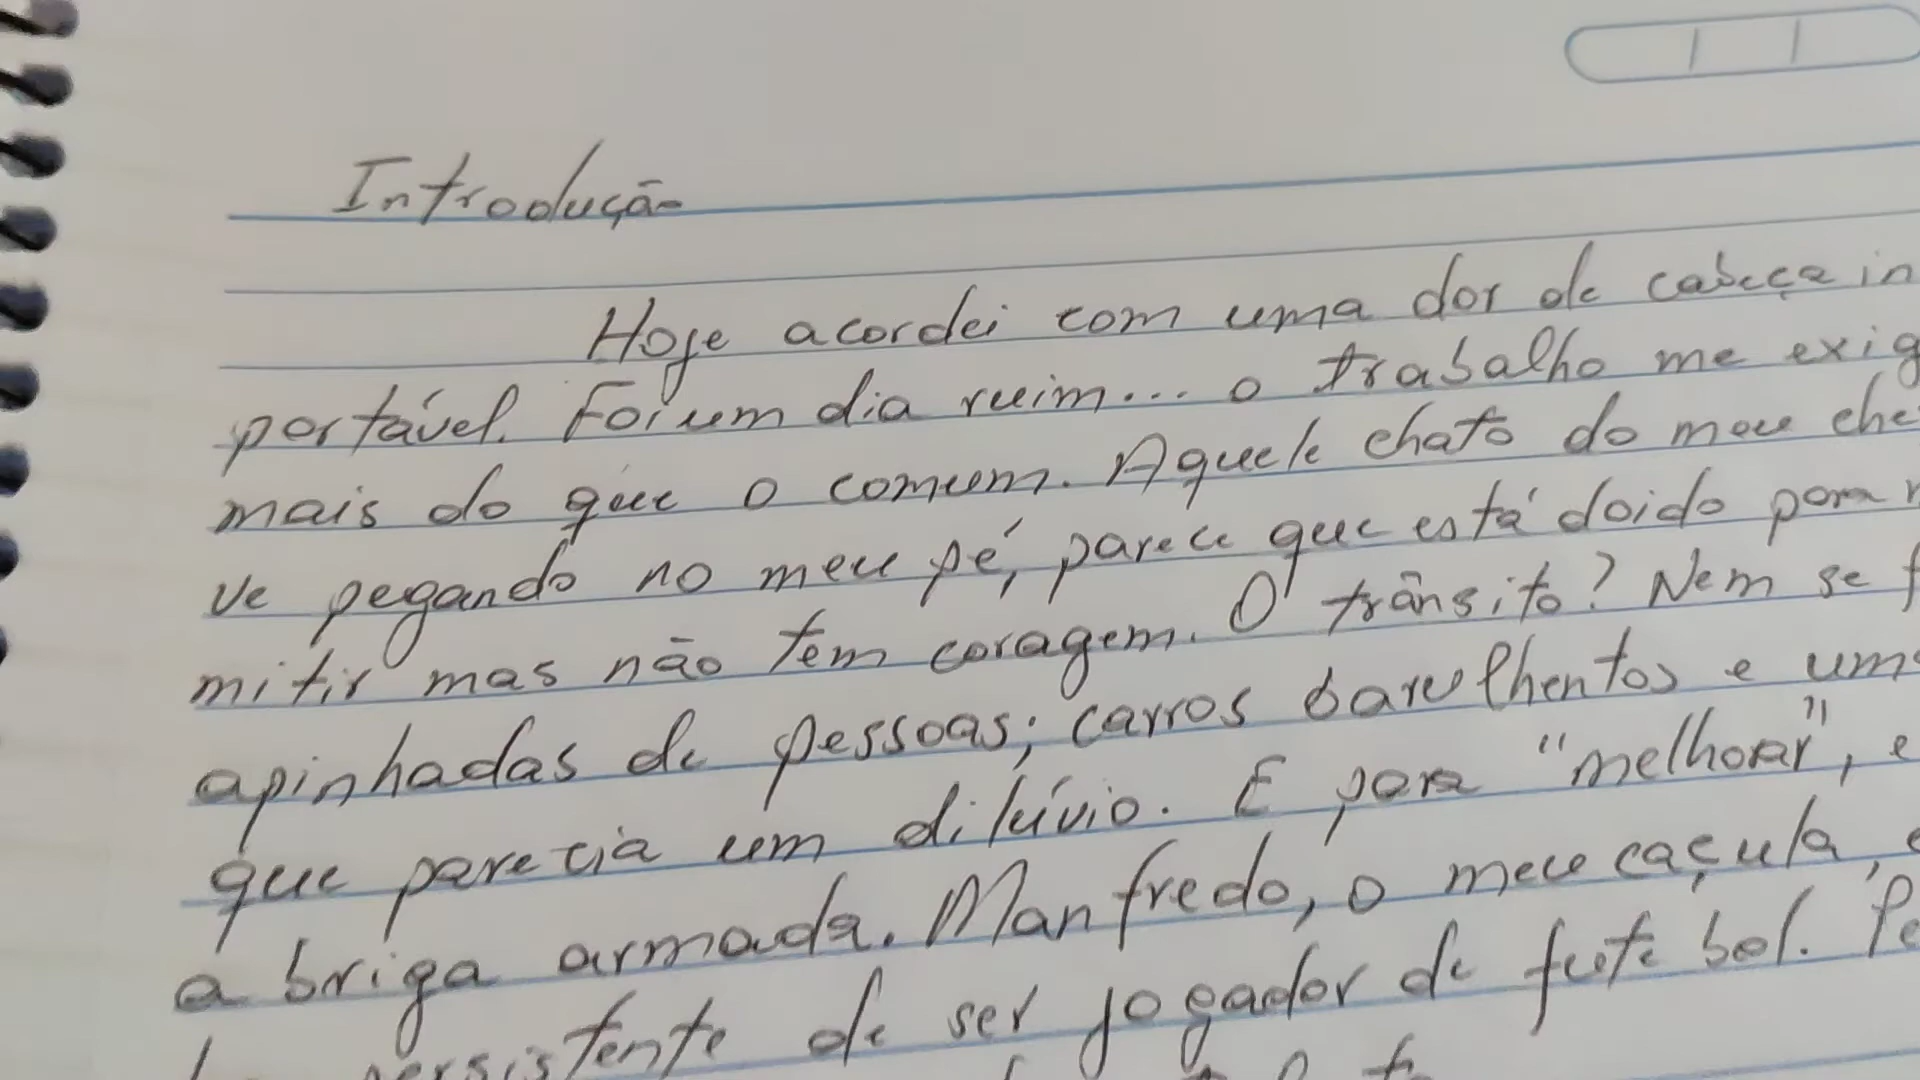 Introdução
Hoje acordei com uma dor de cabeça in
portável. Foi um dia ruim... o trabalho me exig
mais do que o comum. Aquele chato do meu che
ve pegando no meu pé, parece que está doido para
mitir mas não tem coragem. O trânsito? Nem se f
apinhadas de pessoas; carros barulhentos e um
que parecia um dilúvio. E para "melhorar", e
a briga armada. Manfredo, o meu caçula,
persistente de ser jogador de futebol. Pe